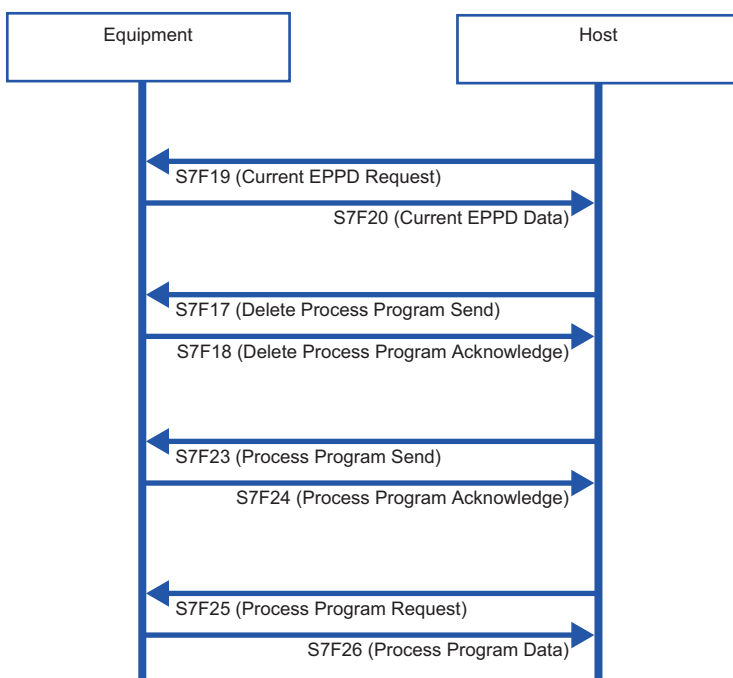 Equipment
Host
S7F19 (Current EPPD Request)
S7F20 (Current EPPD Data)
S7F17 (Delete Process Program Send)
S7F18 (Delete Process Program Acknowledge)
S7F23 (Process Program Send)
S7F24 (Process Program Acknowledge)
S7F25 (Process Program Request)
S7F26 (Process Program Data)